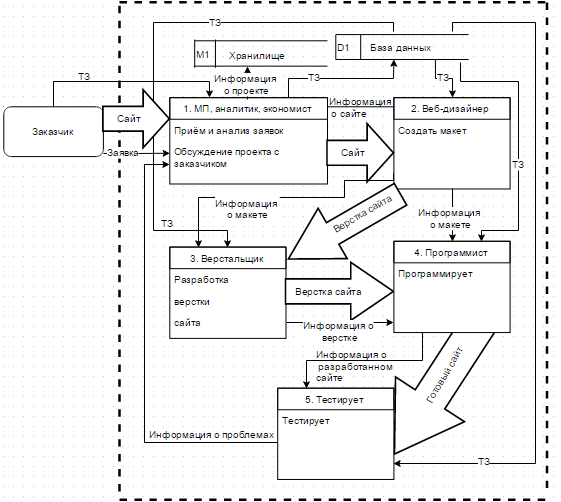 ТЗ
М1
Хранилище
D1
База данных
ТЗ
Информация
о проекте
ТЗ
ТЗ
Заказчик
Сайт
Заявка
1. МП, аналитик, экономист
Приём и анализ заявок
Обсуждение проекта с
заказчиком
Информация
о сайте
Сайт
2. Веб-дизайнер
Создать макет
ТЗ
Информация
о макете
Верстка сайта
Информация
о макете
ТЗ
3. Верстальщик
Разработка
верстки
сайта
Верстка сайта
4. Программист
Программирует
Информация о
верстке
Информация о
разработанном
сайте
Готовый сайт
5. Тестирует
Тестирует
Информация о проблемах
ТЗ